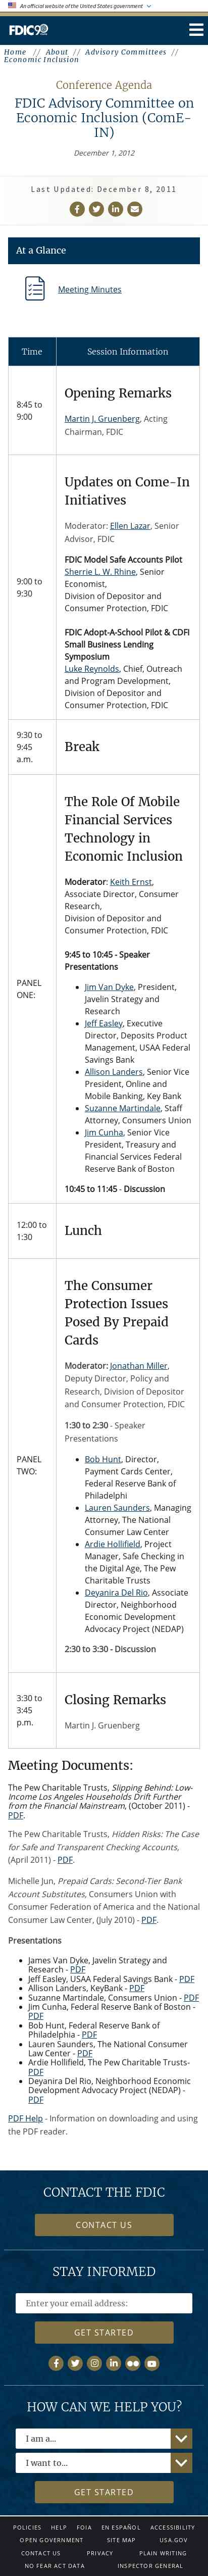 An official website of the United States government
FDIC90
Home // About // Advisory Committees //
Economic Inclusion
Conference Agenda
FDIC Advisory Committee on
Economic Inclusion (ComE-
IN)
December 1, 2012
Last Updated: December 8, 2011
At a Glance
Meeting Minutes
Time Session Information
8:45 to
9:00
Opening Remarks
Martin J. Gruenberg, Acting
Chairman, FDIC
9:00 to
9:30
Updates on Come-In
Initiatives
Moderator: Ellen Lazar, Senior
Advisor, FDIC
FDIC Model Safe Accounts Pilot
Sherrie L. W. Rhine, Senior
Economist,
Division of Depositor and
Consumer Protection, FDIC
FDIC Adopt-A-School Pilot & CDFI
Small Business Lending
Symposium
Luke Reynolds, Chief, Outreach
and Program Development,
Division of Depositor and
Consumer Protection, FDIC
9:30 to
9:45
a.m.
Break
PANEL
ONE:
The Role Of Mobile
Financial Services
Technology in
Economic Inclusion
Moderator: Keith Ernst,
Associate Director, Consumer
Research,
Division of Depositor and
Consumer Protection, FDIC
9:45 to 10:45 - Speaker
Presentations
Jim Van Dyke, President,
Javelin Strategy and
Research
Jeff Easley, Executive
Director, Deposits Product
Management, USAA Federal
Savings Bank
Allison Landers, Senior Vice
President, Online and
Mobile Banking, Key Bank
Suzanne Martindale, Staff
Attorney, Consumers Union
Jim Cunha, Senior Vice
President, Treasury and
Financial Services Federal
Reserve Bank of Boston
10:45 to 11:45 - Discussion
12:00 to
1:30
Lunch
PANEL
TWO:
The Consumer
Protection Issues
Posed By Prepaid
Cards
Moderator: Jonathan Miller,
Deputy Director, Policy and
Research, Division of Depositor
and Consumer Protection, FDIC
1:30 to 2:30 - Speaker
Presentations
Bob Hunt, Director,
Payment Cards Center,
Federal Reserve Bank of
Philadelphi
Lauren Saunders, Managing
Attorney, The National
Consumer Law Center
Ardie Hollifield, Project
Manager, Safe Checking in
the Digital Age, The Pew
Charitable Trusts
Deyanira Del Rio, Associate
Director, Neighborhood
Economic Development
Advocacy Project (NEDAP)
2:30 to 3:30 - Discussion
3:30 to
3:45
p.m.
Closing Remarks
Martin J. Gruenberg
Meeting Documents:
The Pew Charitable Trusts, Slipping Behind: Low-
Income Los Angeles Households Drift Further
from the Financial Mainstream, (October 2011) -
PDF.
The Pew Charitable Trusts, Hidden Risks: The Case
for Safe and Transparent Checking Accounts,
(April 2011) - PDF.
Michelle Jun, Prepaid Cards: Second-Tier Bank
Account Substitutes, Consumers Union with
Consumer Federation of America and the National
Consumer Law Center, (July 2010) - PDF.
Presentations
James Van Dyke, Javelin Strategy and
Research - PDF
Jeff Easley, USAA Federal Savings Bank - PDF
Allison Landers, KeyBank - PDF
Suzanne Martindale, Consumers Union - PDF
Jim Cunha, Federal Reserve Bank of Boston -
PDF
Bob Hunt, Federal Reserve Bank of
Philadelphia - PDF
Lauren Saunders, The National Consumer
Law Center - PDF
Ardie Hollifield, The Pew Charitable Trusts-
PDF
Deyanira Del Rio, Neighborhood Economic
Development Advocacy Project (NEDAP) -
PDF
PDF Help - Information on downloading and using
the PDF reader.
CONTACT THE FDIC
CONTACT US
STAY INFORMED
Enter your email address:
GET STARTED
HOW CAN WE HELP YOU?
I am a...
I want to...
GET STARTED
POLICIES HELP FOIA EN ESPAÑOL ACCESSIBILITY
OPEN GOVERNMENT SITE MAP USA.GOV
CONTACT US PRIVACY PLAIN WRITING
NO FEAR ACT DATA INSPECTOR GENERAL